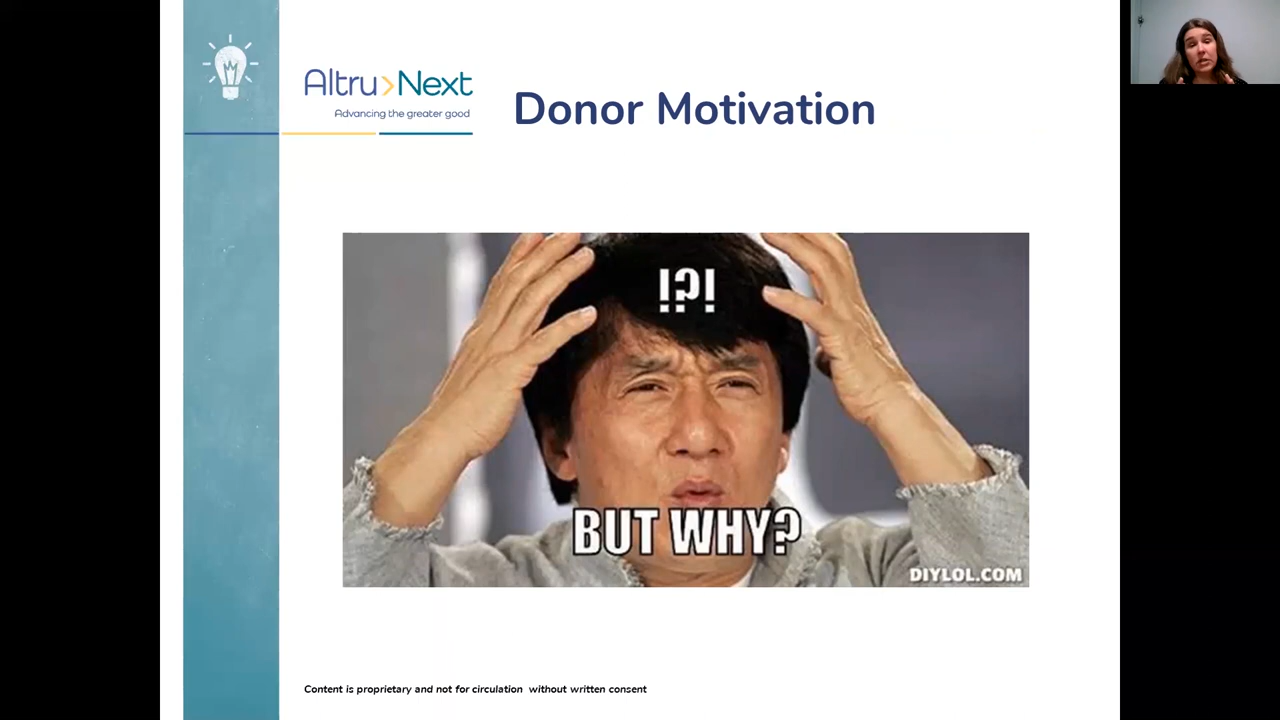 Altru>Next
Advancing the greater good
Donor Motivation
!?!
BUT WHY?
DIYLOL.COM
Content is proprietary and not for circulation without written consent